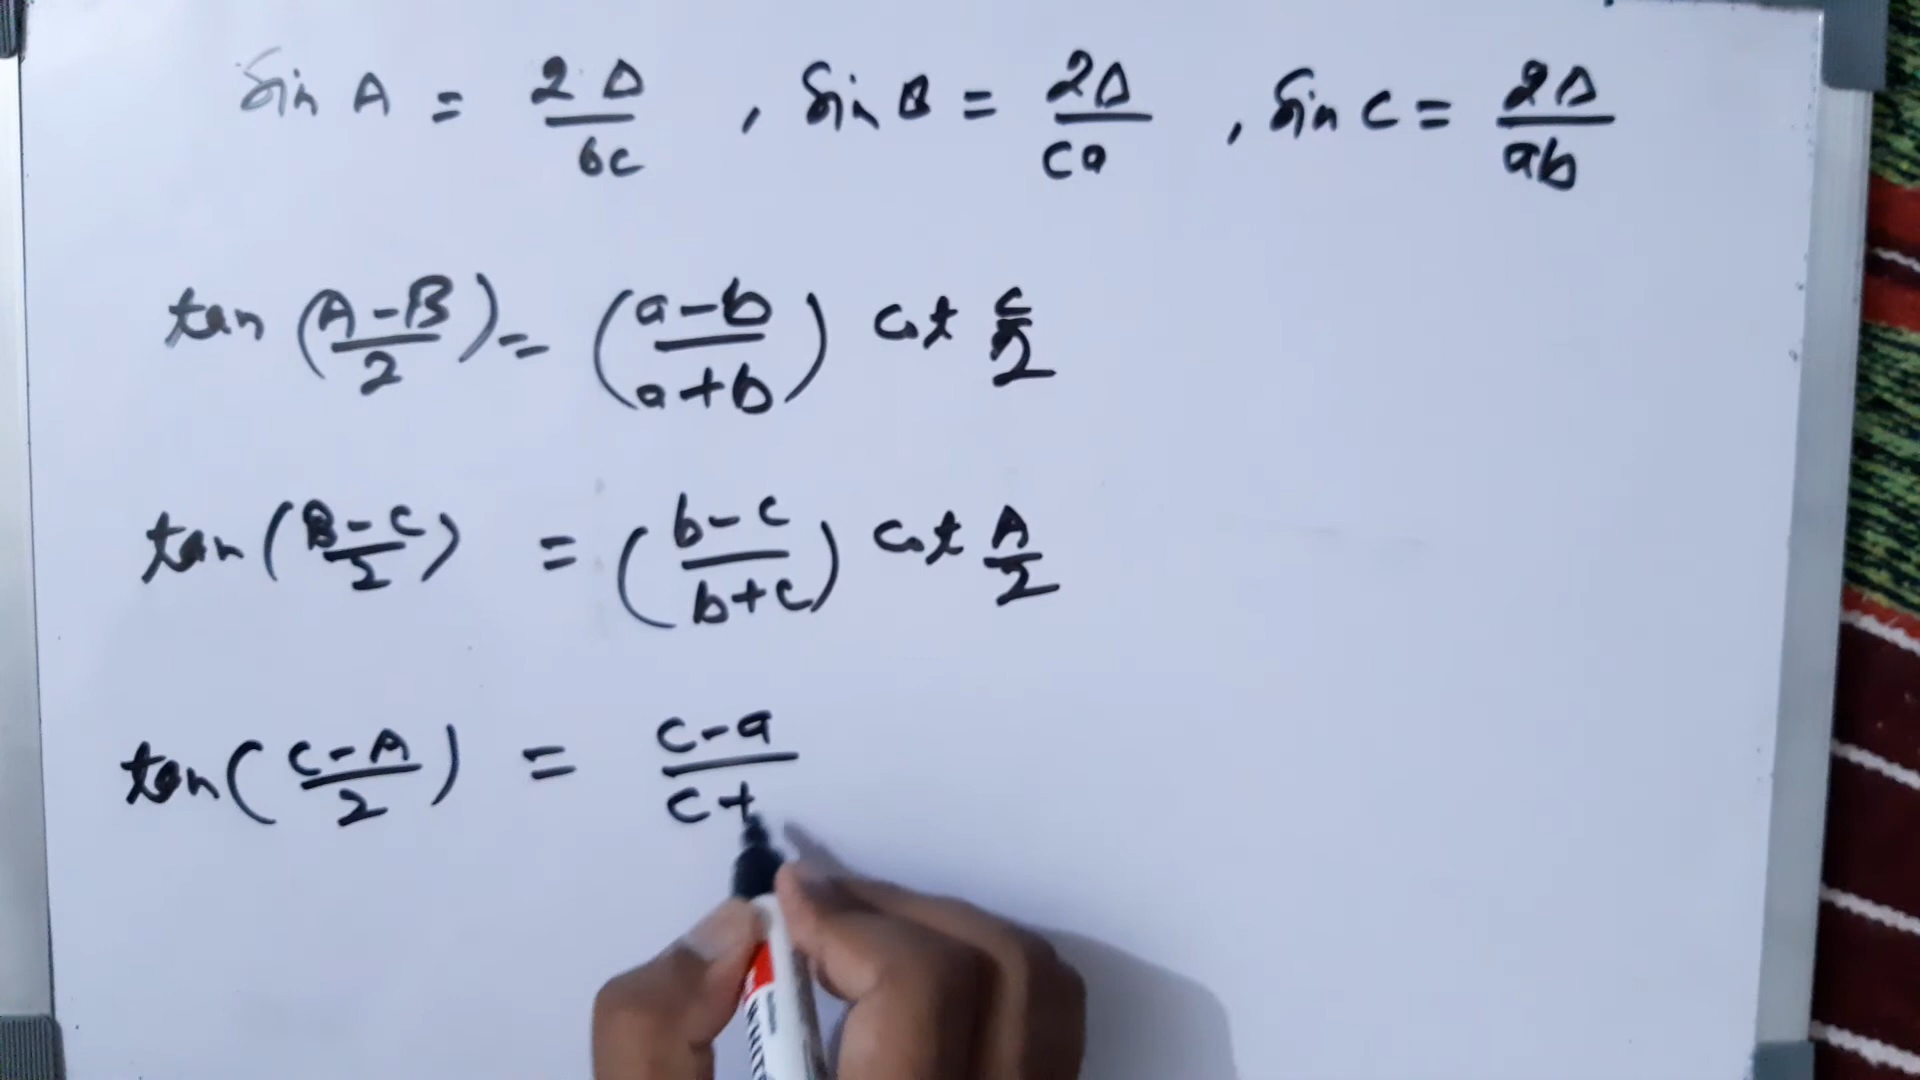 Sin A = 2Δ/bc , Sin B = 2Δ/ca , Sin C = 2Δ/ab
tan (A-B/2) = (a-b/a+b) cot C/2
tan (B-C/2) = (b-c/b+c) cot A/2
tan (C-A/2) = c-a/c+